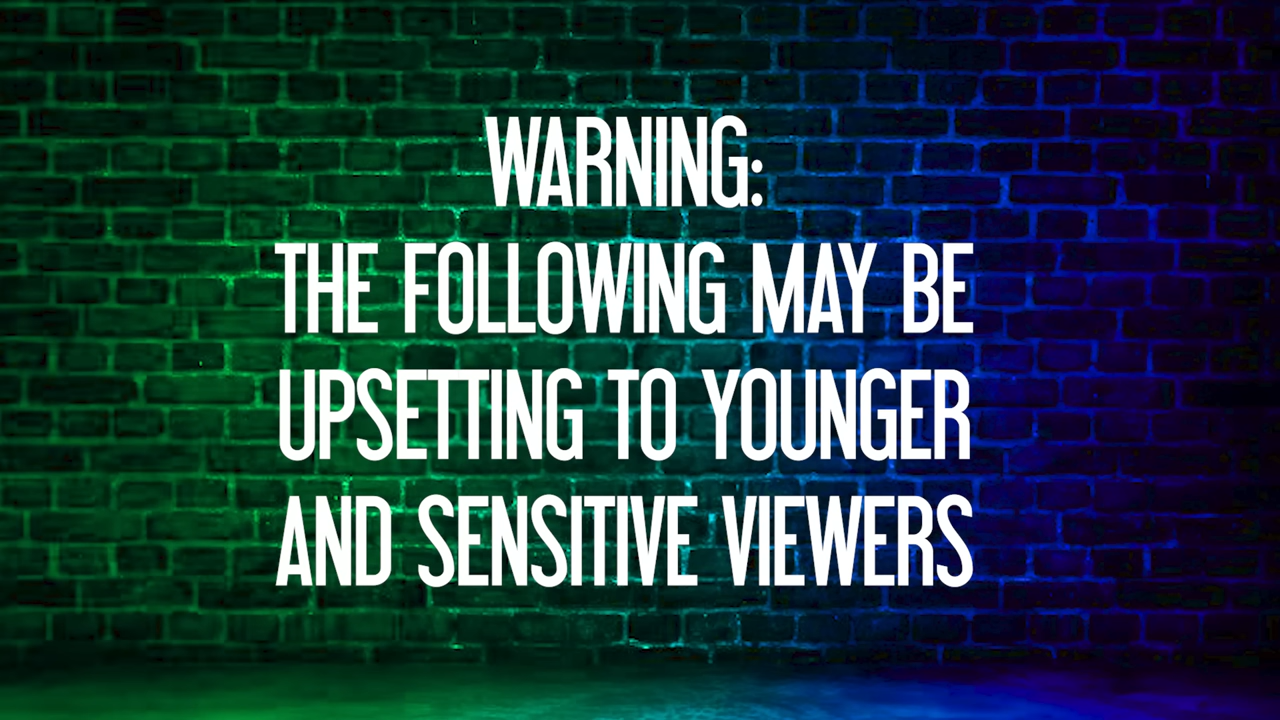 WARNING:
THE FOLLOWING MAY BE
UPSETTING TO YOUNGER
AND SENSITIVE VIEWERS